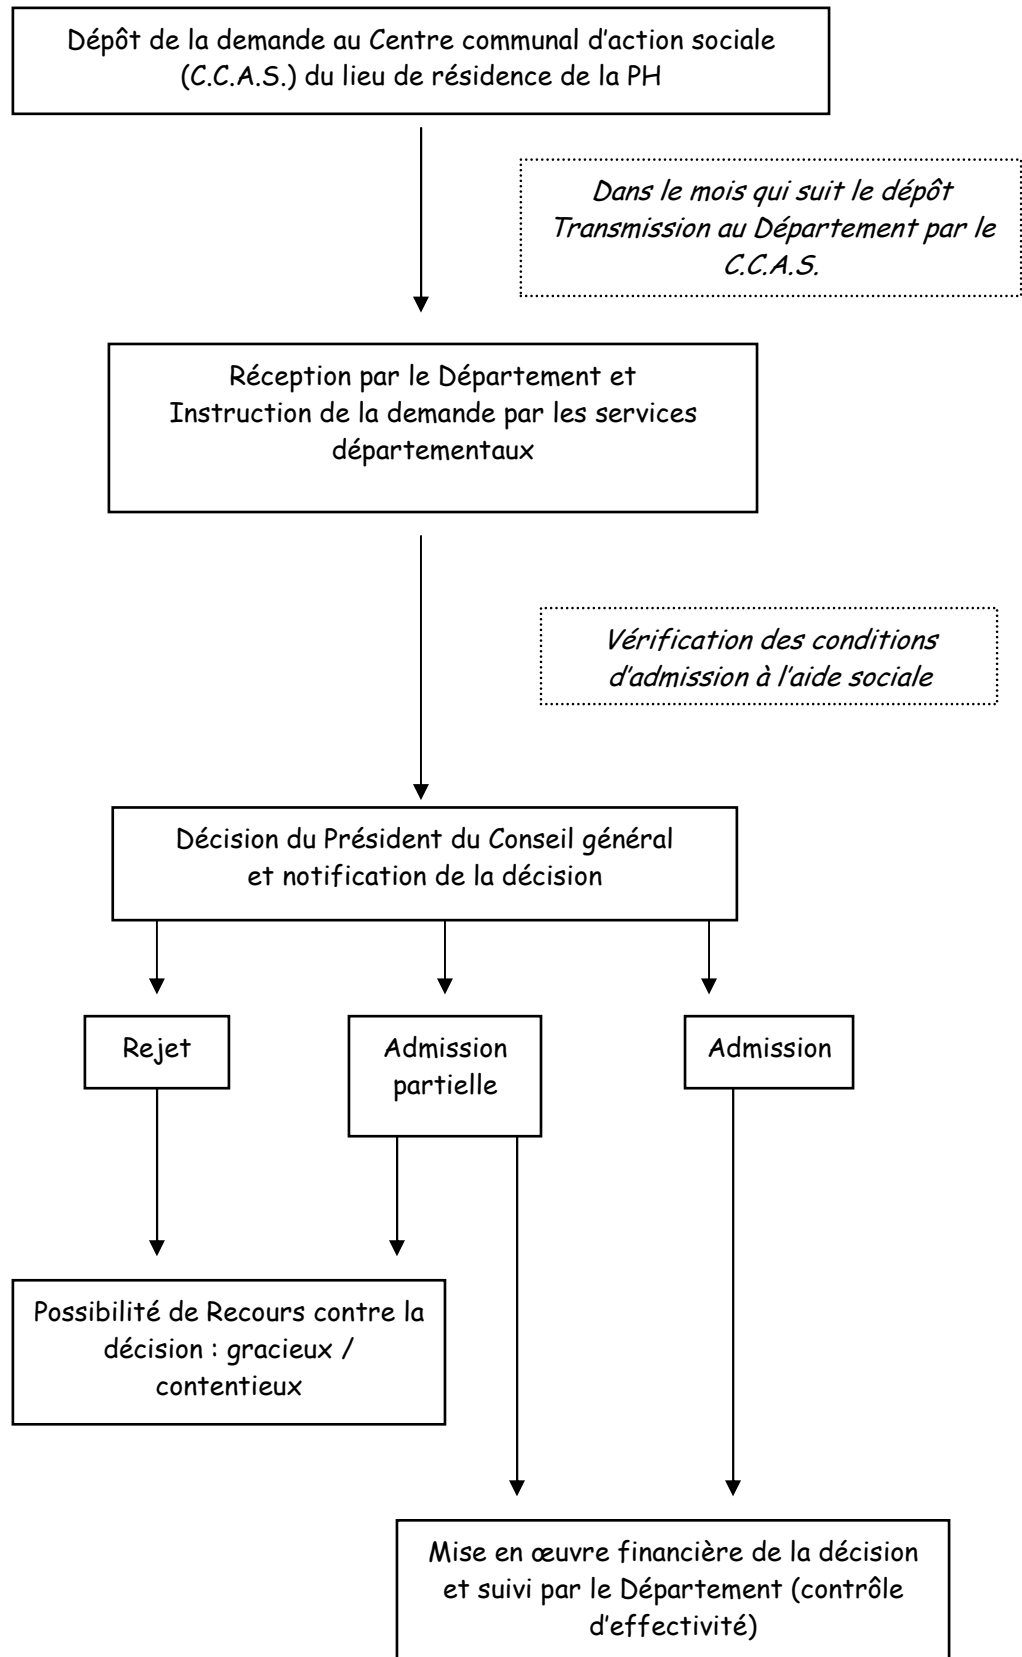 Dépôt de la demande au Centre communal d'action sociale
(C.C.A.S.) du lieu de résidence de la PH
Dans le mois qui suit le dépôt
Transmission au Département par le
C.C.A.S.
Réception par le Département et
Instruction de la demande par les services
départementaux
Vérification des conditions
d'admission à l'aide sociale
Décision du Président du Conseil général
et notification de la décision
Rejet
Admission
partielle
Admission
Possibilité de Recours contre la
décision : gracieux /
contentieux
Mise en œuvre financière de la décision
et suivi par le Département (contrôle
d'effectivité)